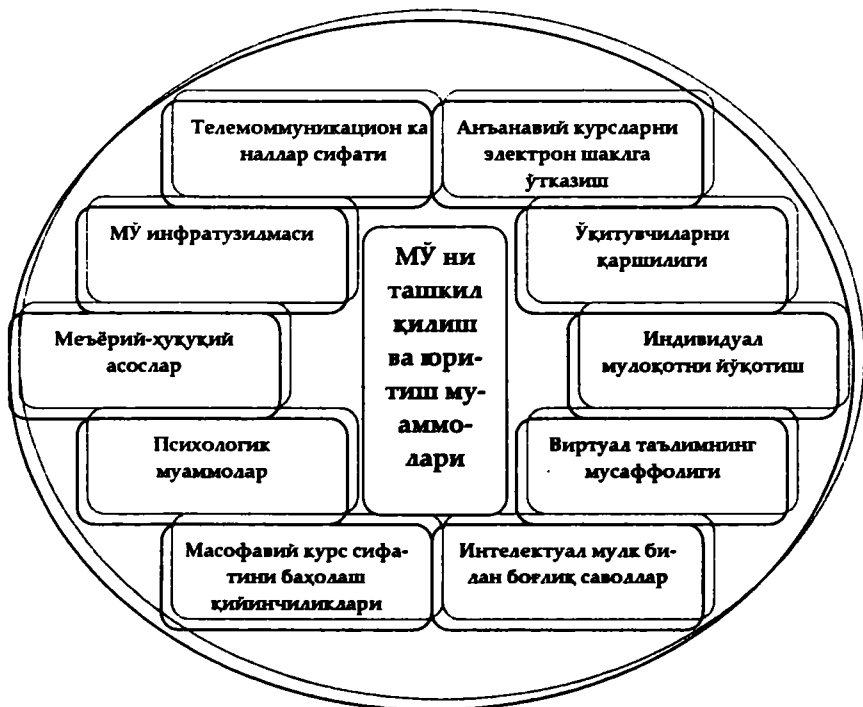 Телемоммуникацион ка
наллар сифати
Анъанавий курсларни
электрон шаклга
ўтказиш
МЎ инфратузилмаси
Ўқитувчиларни
қаршилиги
МЎ ни
ташкил
қилиш
ва юри-
тиш му-
аммо-
лари
Меъёрий-ҳуқуқий
асослар
Индивидуал
мулоқотни йўқотиш
Психологик
муаммолар
Виртуал таълимнинг
мусаффолиги
Масофавий курс сифа-
тини баҳолаш
қийинчиликлари
Интелектуал мулк би-
лан боғлиқ саволлар